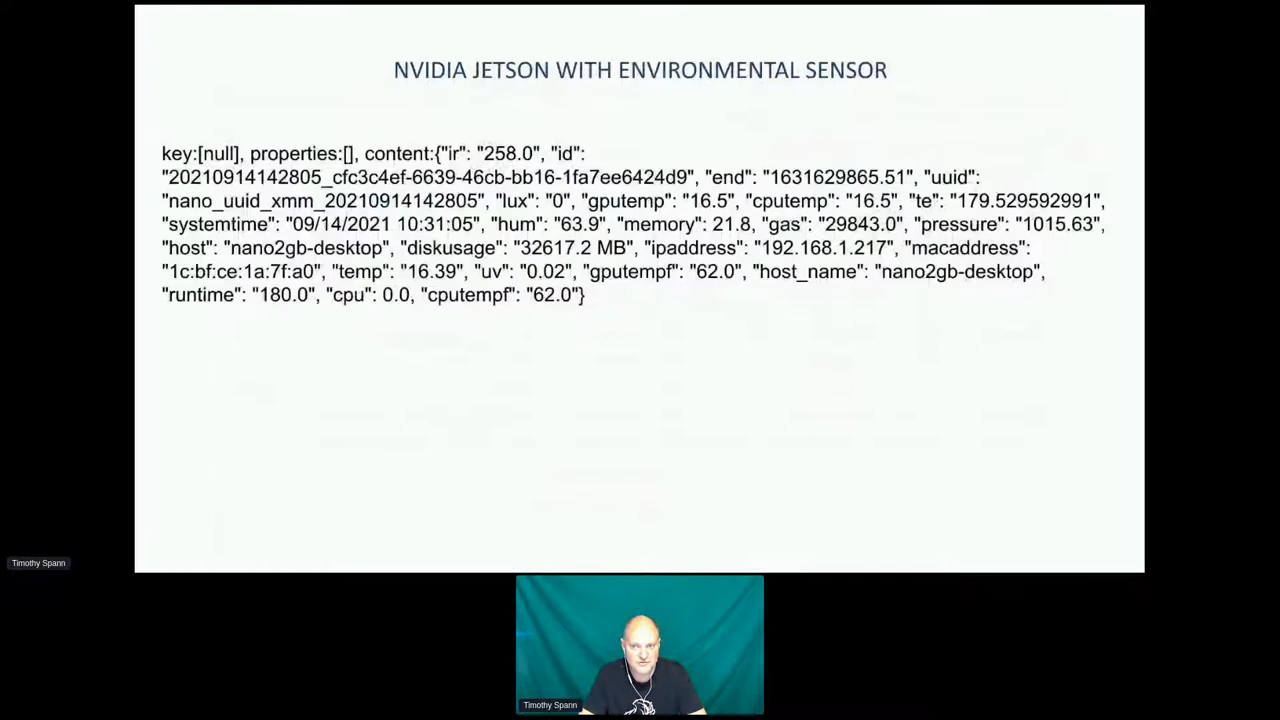 NVIDIA JETSON WITH ENVIRONMENTAL SENSOR
key:[null], properties:[], content:{"ir": "258.0", "id":
"20210914142805_cfc3c4ef-6639-46cb-bb16-1fa7ee6424d9", "end": "1631629865.51", "uuid":
"nano_uuid_xmm_20210914142805", "lux": "0", "gputemp": "16.5", "cputemp": "16.5", "te": "179.529592991",
"systemtime": "09/14/2021 10:31:05", "hum": "63.9", "memory": 21.8, "gas": "29843.0", "pressure": "1015.63",
"host": "nano2gb-desktop", "diskusage": "32617.2 MB", "ipaddress": "192.168.1.217", "macaddress":
"1c:bf:ce:1a:7f:a0", "temp": "16.39", "uv": "0.02", "gputempf": "62.0", "host_name": "nano2gb-desktop",
"runtime": "180.0", "cpu": 0.0, "cputempf": "62.0"}
Timothy Spann
Timothy Spann